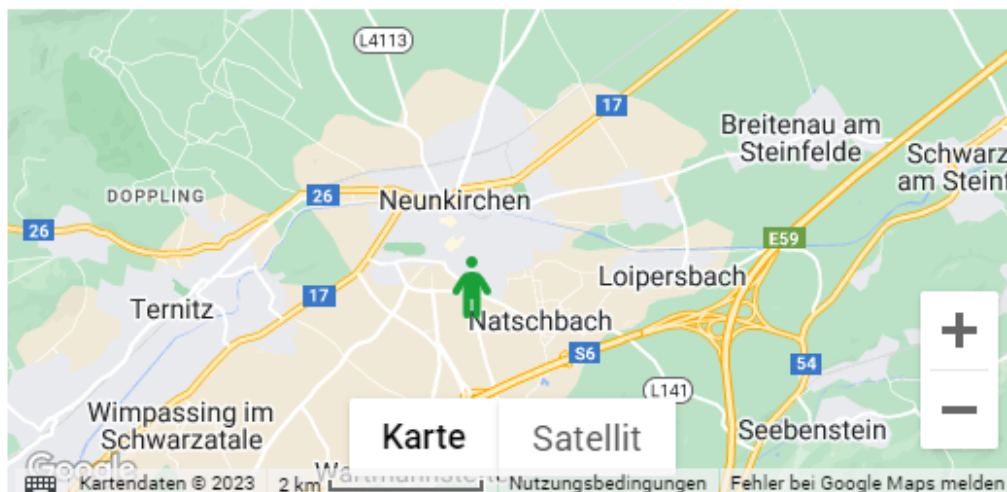 L4113
17
Breitenau am
Steinfelde
Schwarz
am Steinf
DOPPLING
26
Neunkirchen
26
E59
Loipersbach
17
Ternitz
Natschbach
S6
54
L141
Wimpassing im
Schwarzatale
Karte
Satellit
Seebenstein
+
−
Google
Kartendaten © 2023
2 km
Nutzungsbedingungen
Fehler bei Google Maps melden